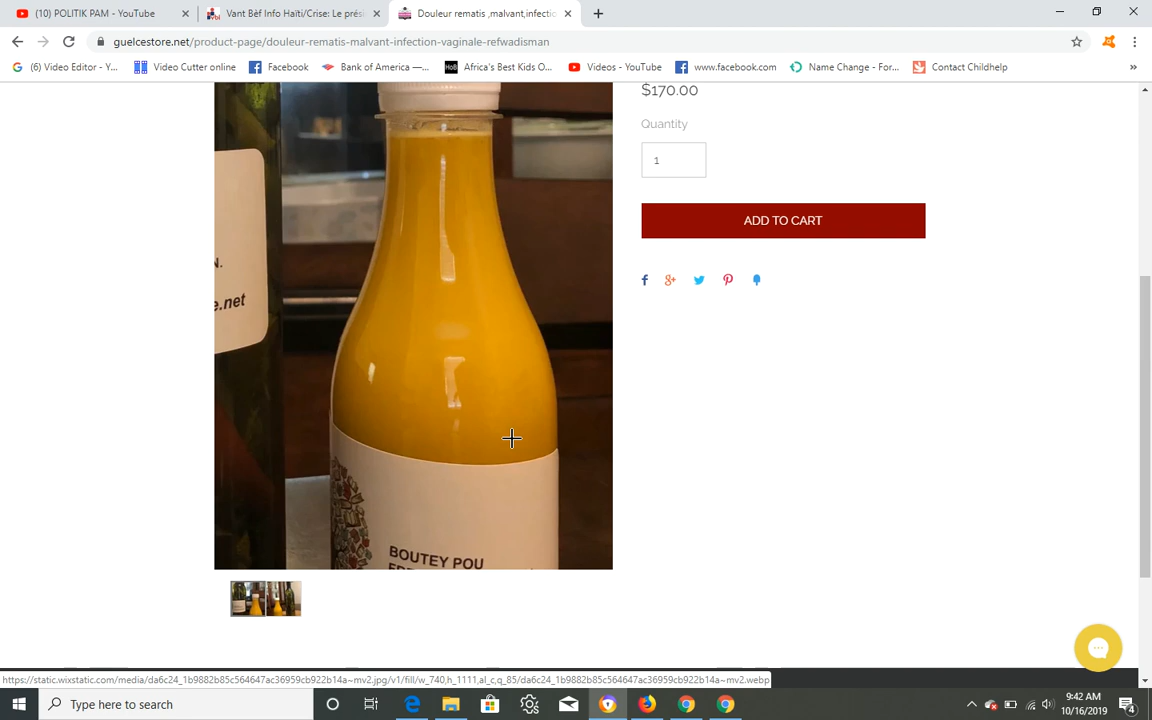 (10) POLITIK PAM - YouTube
Vant Bèf Info Haïti/Crise: Le prési
Douleur rematis ,malvant,infectio
guelcestore.net/product-page/douleur-rematis-malvant-infection-vaginale-refwadisman
(6) Video Editor - Y...
Video Cutter online
Facebook
Bank of America —...
HoB
Africa's Best Kids O...
Videos - YouTube
www.facebook.com
Name Change - For...
Contact Childhelp
»
$170.00
Quantity
1
ADD TO CART
N.
e.net
BOUTEY POU
https://static.wixstatic.com/media/da6c24_1b9882b85c564647ac36959cb922b14a~mv2.jpg/v1/fill/w_740,h_1111,al_c,q_85/da6c24_1b9882b85c564647ac36959cb922b14a~mv2.webp
Type here to search
9:42 AM
10/16/2019
4